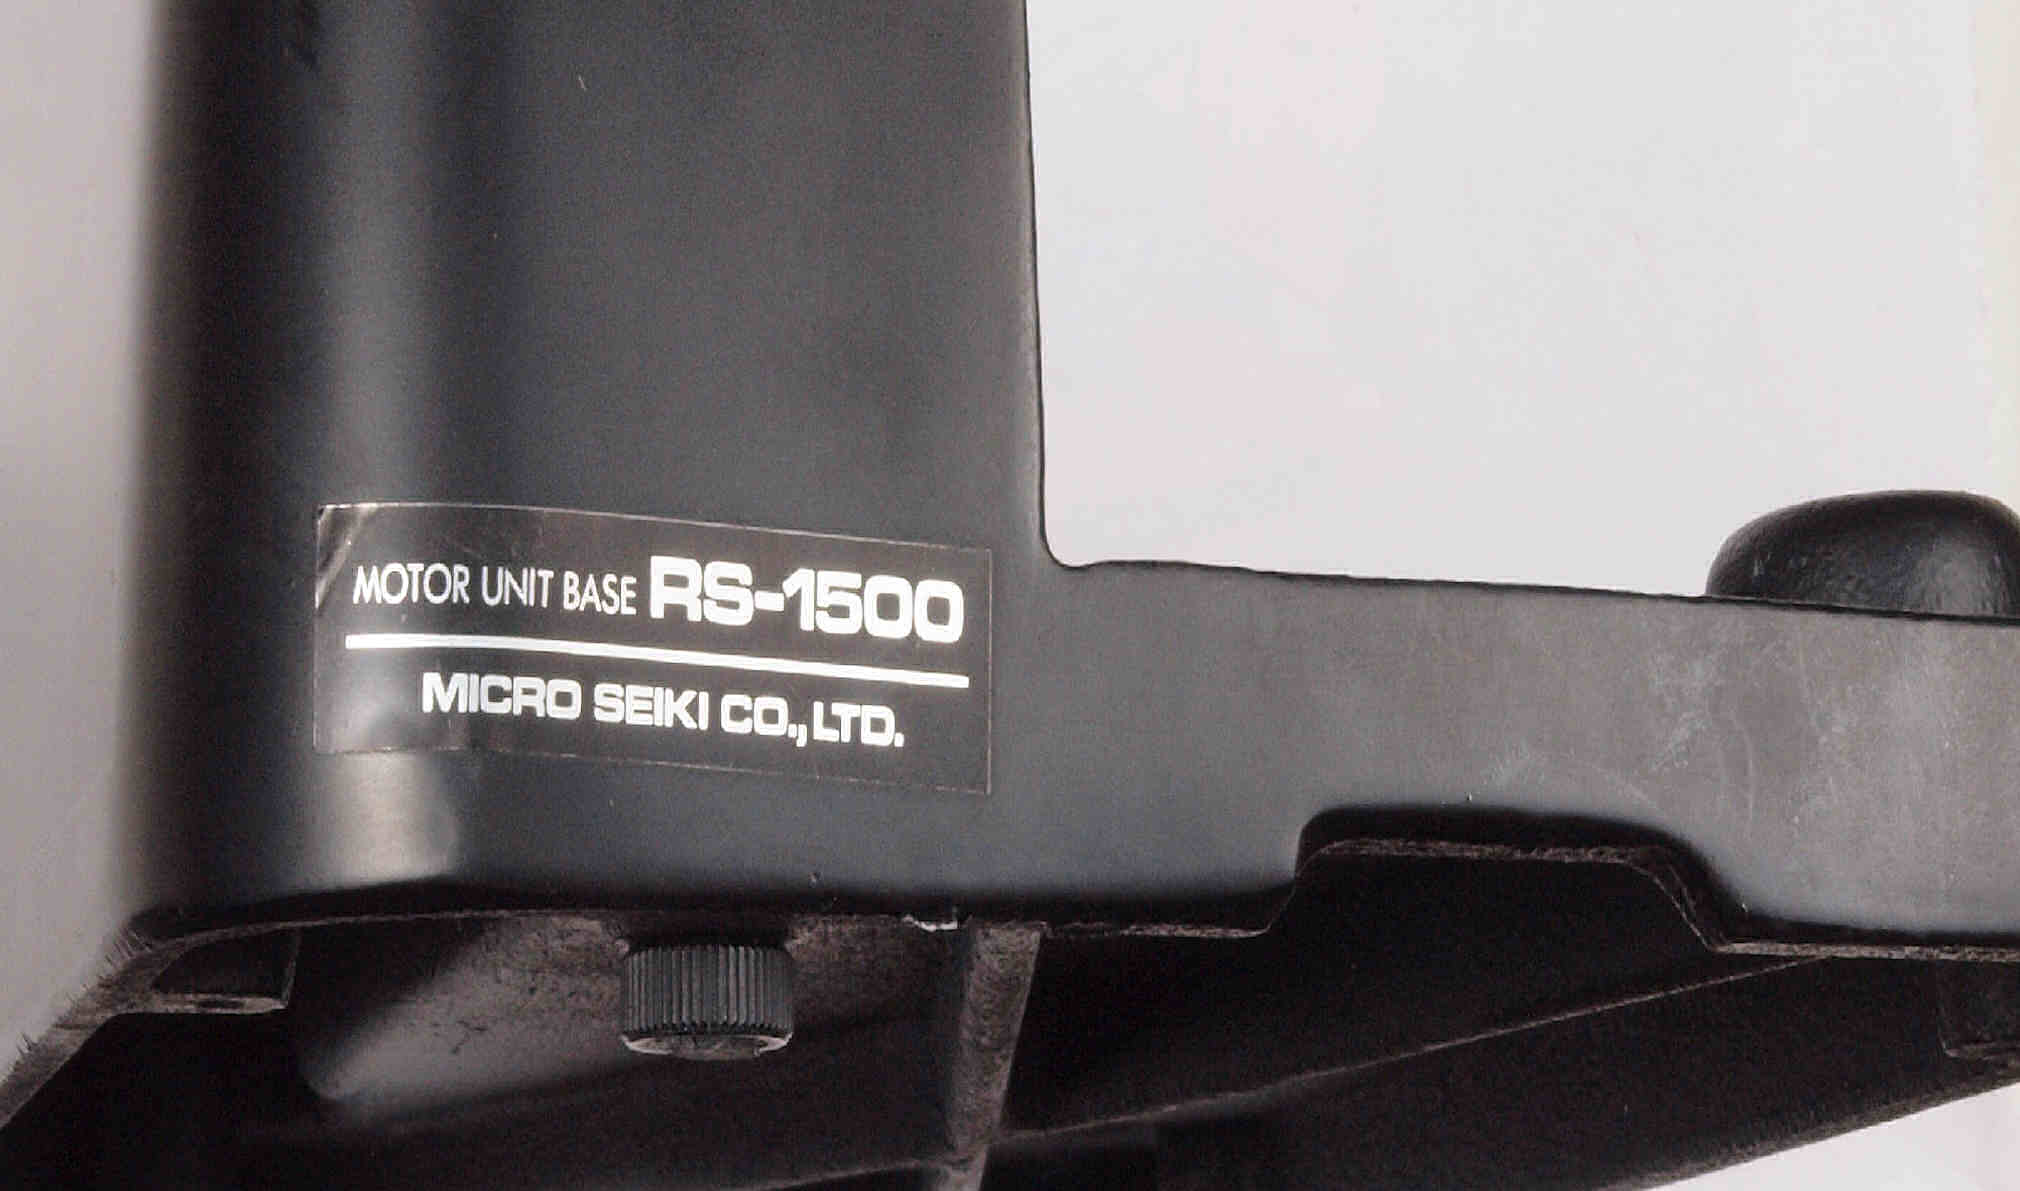 MOTOR UNIT BASE RS-1500
MICRO SEIKI CO., LTD.